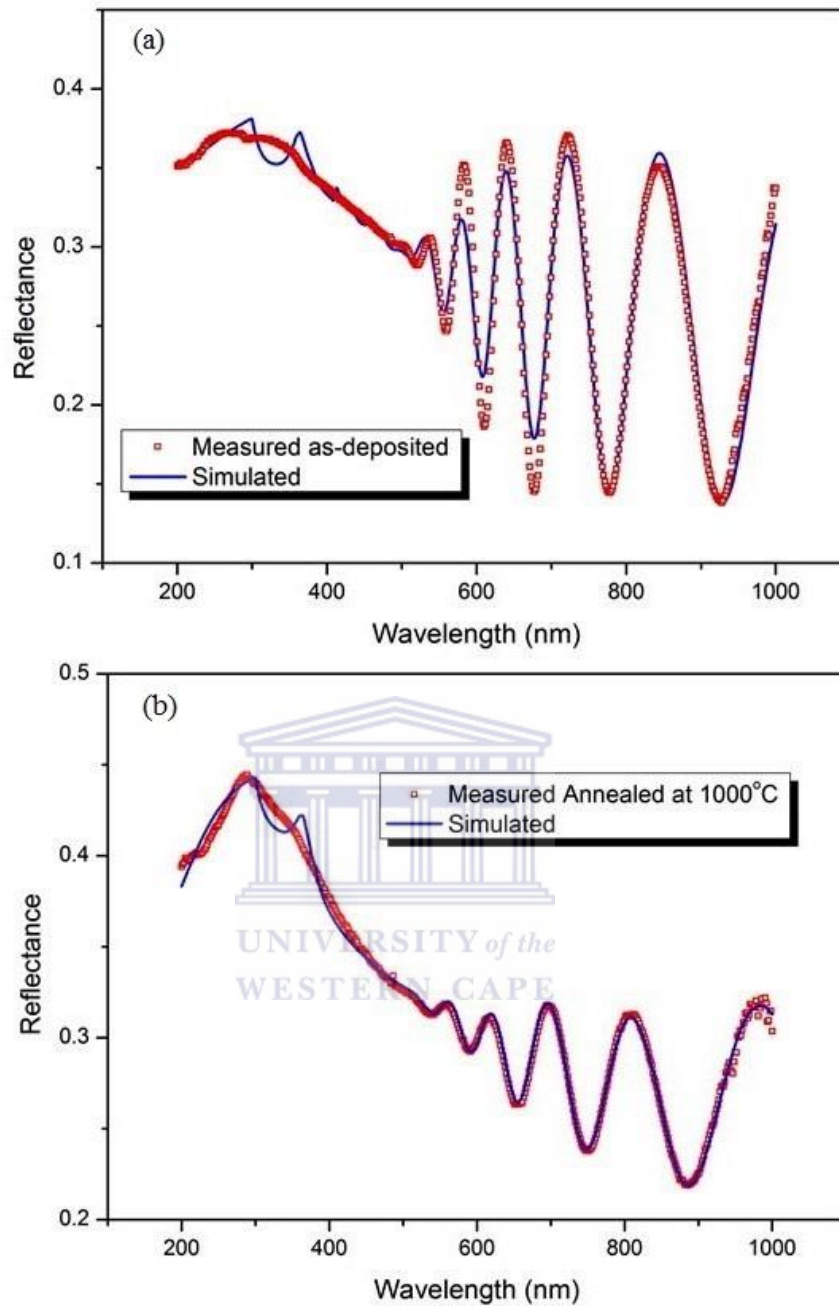 (a)
0.4
0.3
0.2
0.1
Reflectance
Measured as-deposited
Simulated
200
400
600
800
1000
Wavelength (nm)
(b)
0.5
0.4
0.3
0.2
Reflectance
Measured Annealed at 1000°C
Simulated
UNIVERSITY of the
WESTERN CAPE
200
400
600
800
1000
Wavelength (nm)